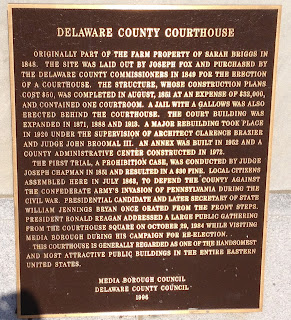 DELAWARE COUNTY COURTHOUSE
ORIGINALLY PART OF THE FARM PROPERTY OF SARAH BRIGGS IN
1848. THE SITE WAS LAID OUT BY JOSEPH FOX AND PURCHASED BY
THE DELAWARE COUNTY COMMISSIONERS IN 1849 FOR THE ERECTION
OF A COURTHOUSE. THE STRUCTURE, WHOSE CONSTRUCTION PLANS
COST $50, WAS COMPLETED IN AUGUST, 1851 AT AN EXPENSE OF $33,000,
AND CONTAINED ONE COURTROOM. A JAIL WITH A GALLOWS WAS ALSO
ERECTED BEHIND THE COURTHOUSE. THE COURT BUILDING WAS
EXPANDED IN 1871, 1888 AND 1913. A MAJOR REBUILDING TOOK PLACE
IN 1920 UNDER THE SUPERVISION OF ARCHITECT CLARENCE BRAZIER
AND JUDGE JOHN BROOMAL III. AN ANNEX WAS BUILT IN 1952 AND A
COUNTY ADMINISTRATIVE CENTER CONSTRUCTED IN 1972.
THE FIRST TRIAL, A PROHIBITION CASE, WAS CONDUCTED BY JUDGE
JOSEPH CHAPMAN IN 1851 AND RESULTED IN A $30 FINE. LOCAL CITIZENS
ASSEMBLED HERE IN JULY 1863, TO DEFEND THE COUNTY AGAINST
THE CONFEDERATE ARMY'S INVASION OF PENNSYLVANIA DURING THE
CIVIL WAR. PRESIDENTIAL CANDIDATE AND LATER SECRETARY OF STATE
WILLIAM JENNINGS BRYAN ONCE ORATED FROM THE FRONT STEPS.
PRESIDENT RONALD REAGAN ADDRESSED A LARGE PUBLIC GATHERING
FROM THE COURTHOUSE SQUARE ON OCTOBER 29, 1984 WHILE VISITING
MEDIA BOROUGH DURING HIS CAMPAIGN FOR RE-ELECTION.
THIS COURTHOUSE IS GENERALLY REGARDED AS ONE OF THE HANDSOMEST
AND MOST ATTRACTIVE PUBLIC BUILDINGS IN THE ENTIRE EASTERN
UNITED STATES.
MEDIA BOROUGH COUNCIL
DELAWARE COUNTY COUNCIL
1996